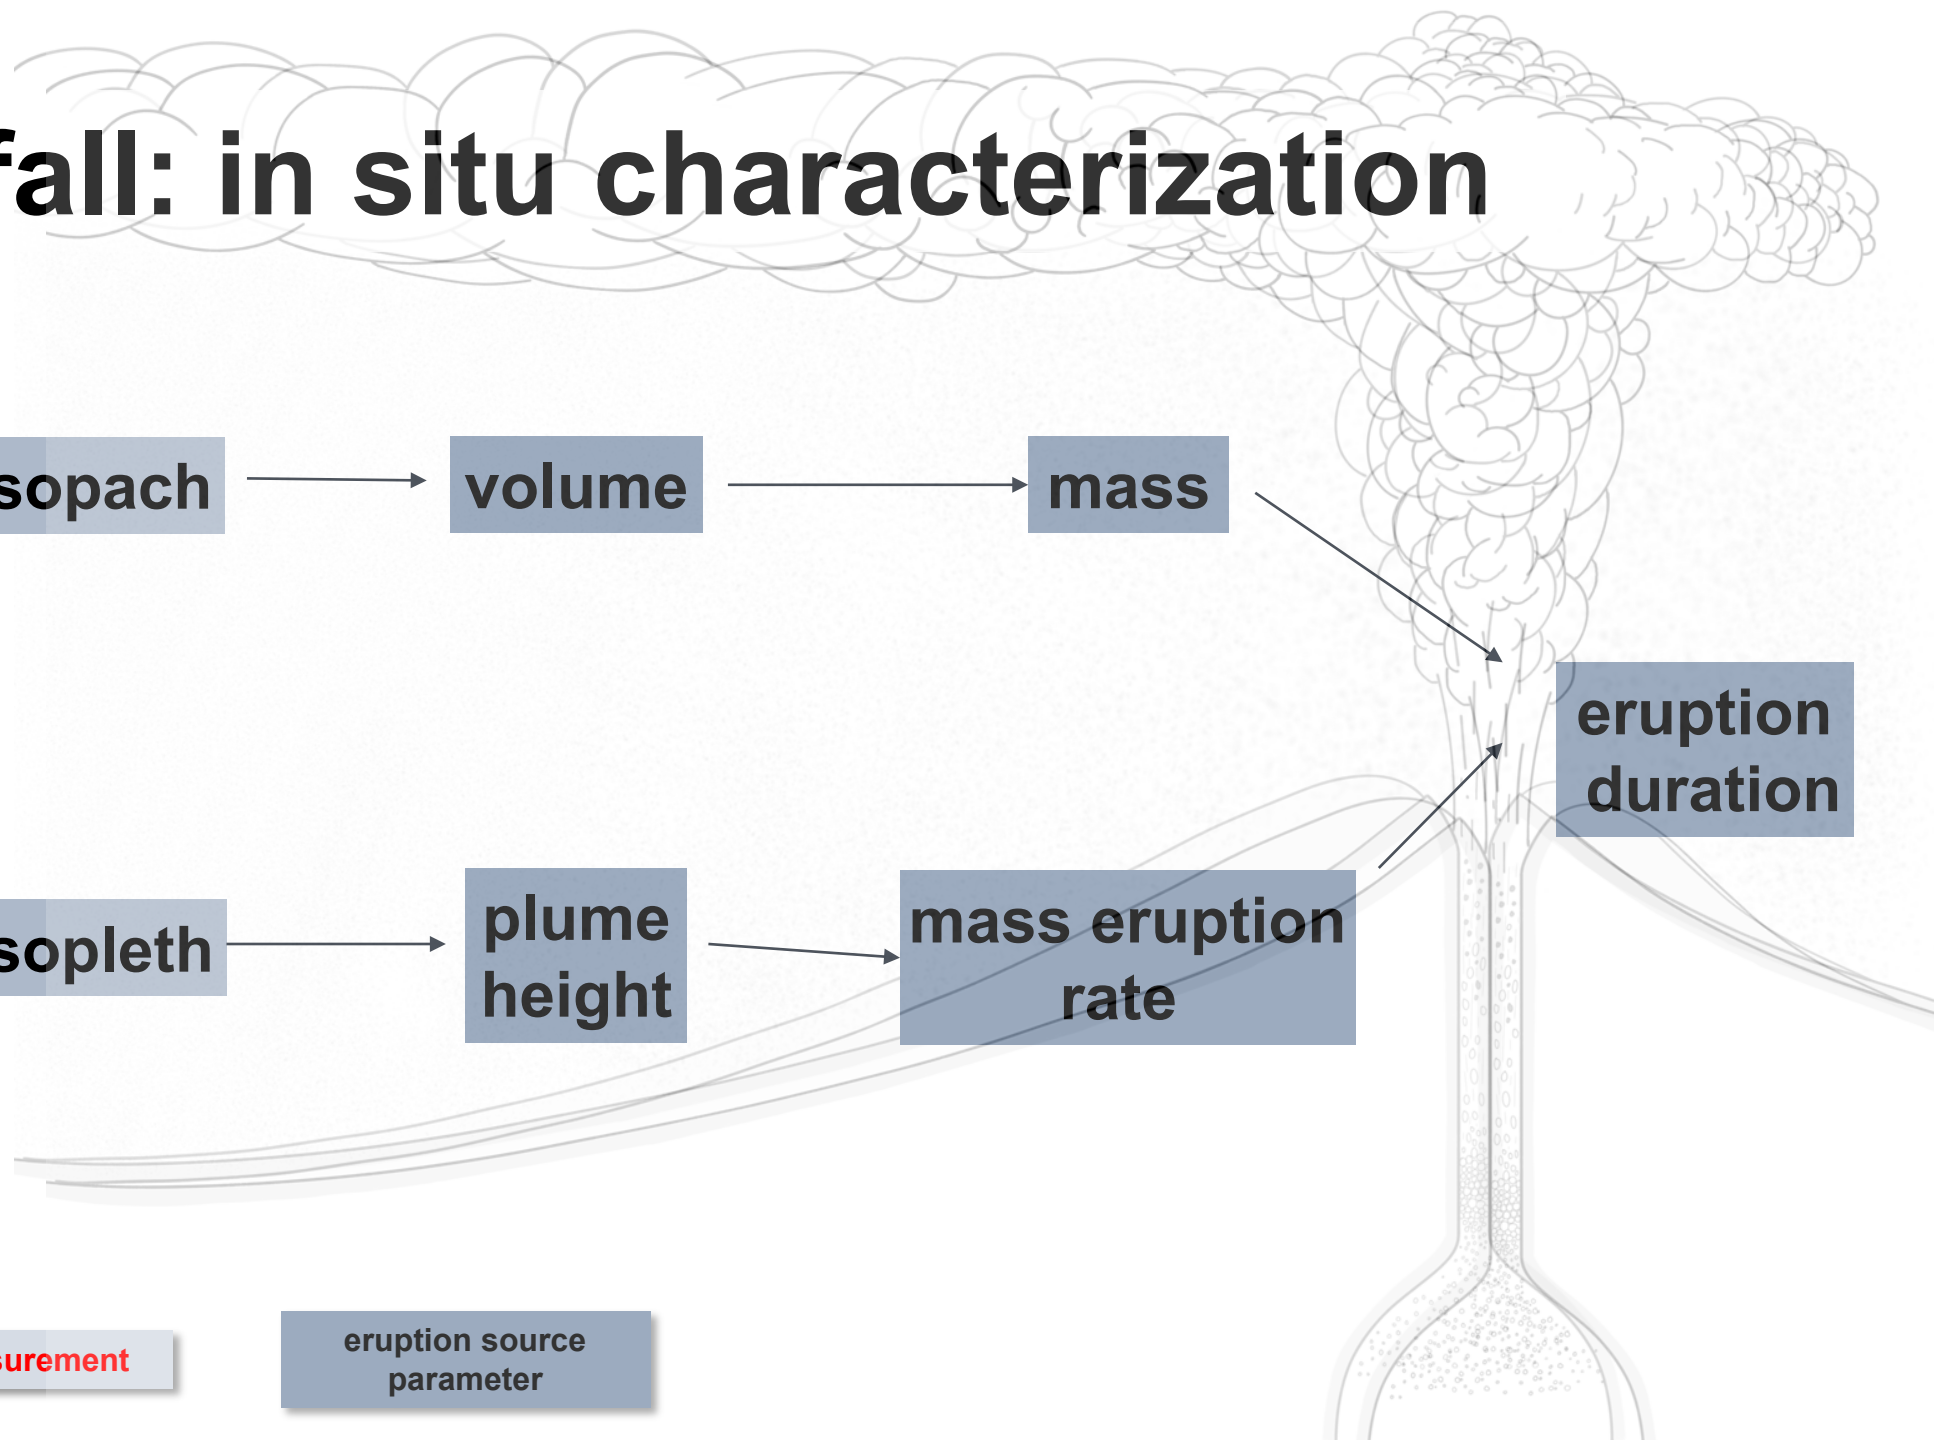 fall: in situ characterization
sopach
volume
mass
eruption
duration
sopleth
plume
height
mass eruption
rate
surement
eruption source
parameter